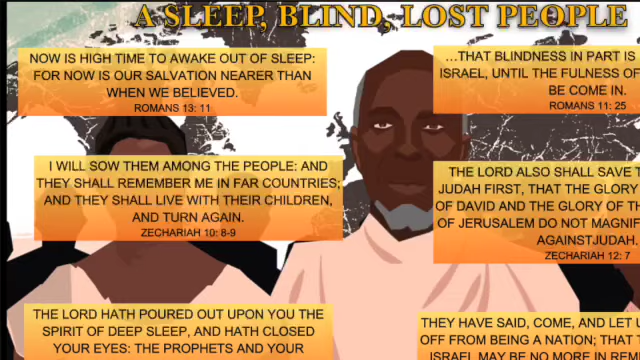 A SLEEP, BLIND, LOST PEOPLE
NOW IS HIGH TIME TO AWAKE OUT OF SLEEP:
FOR NOW IS OUR SALVATION NEARER THAN
WHEN WE BELIEVED.
ROMANS 13: 11
I WILL SOW THEM AMONG THE PEOPLE: AND
THEY SHALL REMEMBER ME IN FAR COUNTRIES;
AND THEY SHALL LIVE WITH THEIR CHILDREN,
AND TURN AGAIN.
ZECHARIAH 10: 8-9
THE LORD HATH POURED OUT UPON YOU THE
SPIRIT OF DEEP SLEEP, AND HATH CLOSED
YOUR EYES: THE PROPHETS AND YOUR
...THAT BLINDNESS IN PART IS
ISRAEL, UNTIL THE FULNESS OF
BE COME IN.
ROMANS 11: 25
THE LORD ALSO SHALL SAVE
JUDAH FIRST, THAT THE GLORY
OF DAVID AND THE GLORY OF
OF JERUSALEM DO NOT
AGAINSTJUDAH.
ZECHARIAH 12: 7
THEY HAVE SAID, COME, AND LET
OFF FROM BEING A NATION; THAT
ISRAEL MAY BE NO MORE IN